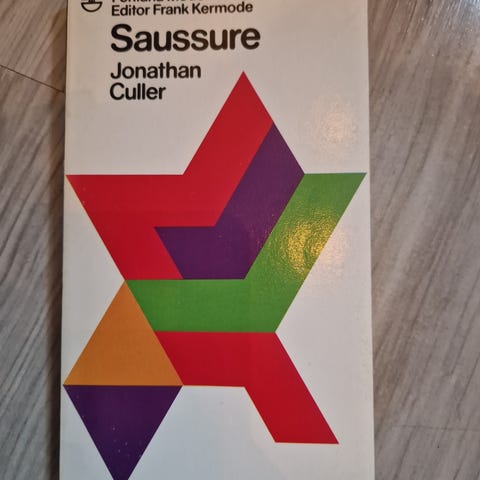 Editor Frank Kermode
Saussure
Jonathan
Culler